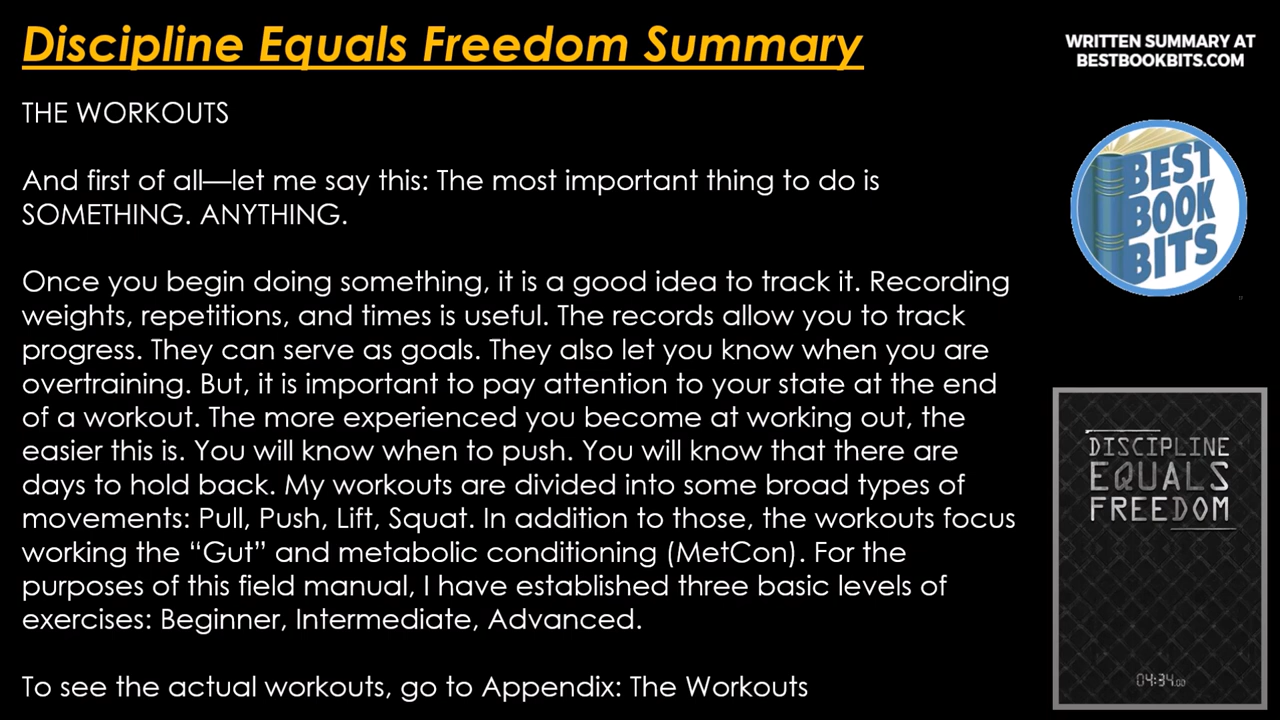 Discipline Equals Freedom Summary
WRITTEN SUMMARY AT
BESTBOOKBITS.COM
THE WORKOUTS
And first of all—let me say this: The most important thing to do is
SOMETHING. ANYTHING.
Once you begin doing something, it is a good idea to track it. Recording
weights, repetitions, and times is useful. The records allow you to track
progress. They can serve as goals. They also let you know when you are
overtraining. But, it is important to pay attention to your state at the end
of a workout. The more experienced you become at working out, the
easier this is. You will know when to push. You will know that there are
days to hold back. My workouts are divided into some broad types of
movements: Pull, Push, Lift, Squat. In addition to those, the workouts focus
working the “Gut” and metabolic conditioning (MetCon). For the
purposes of this field manual, I have established three basic levels of
exercises: Beginner, Intermediate, Advanced.
To see the actual workouts, go to Appendix: The Workouts
BEST
BOOK
BITS
DISCIPLINE
EQUALS
FREEDOM
04:34.00